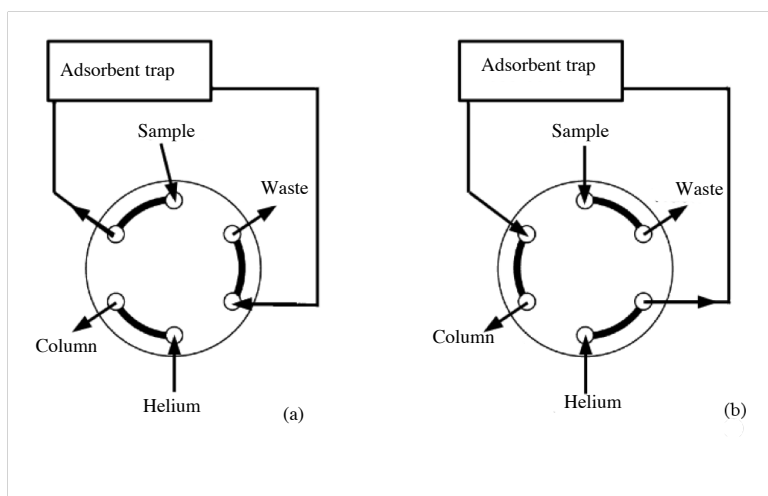 Adsorbent trap
Sample
Waste
Column
Helium
(a)
Adsorbent trap
Sample
Waste
Column
Helium
(b)